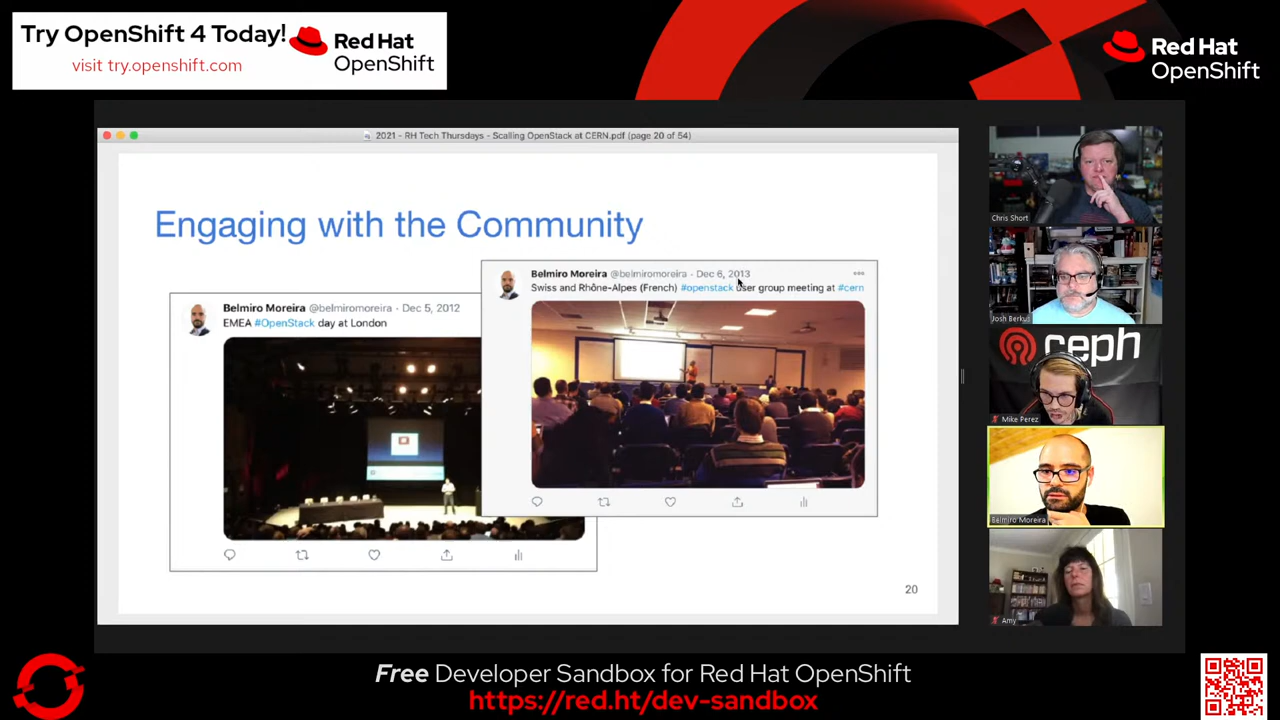 Try OpenShift 4 Today!
visit try.openshift.com
Red Hat
OpenShift
Red Hat
OpenShift
2021 - RH Tech Thursdays - Scaling OpenStack at CERN.pdf (page 20 of 54)
Engaging with the Community
Belmiro Moreira @belmiromoreira - Dec 5, 2012
EMEA #OpenStack day at London
Belmiro Moreira @belmiromoreira - Dec 6, 2013
Swiss and Rhône-Alpes (French) #openstack user group meeting at #cern
20
Chris Short
Josh Berkus
ceph
Mike Perez
Belmiro Moreira
Amy
Free Developer Sandbox for Red Hat OpenShift
https://red.ht/dev-sandbox